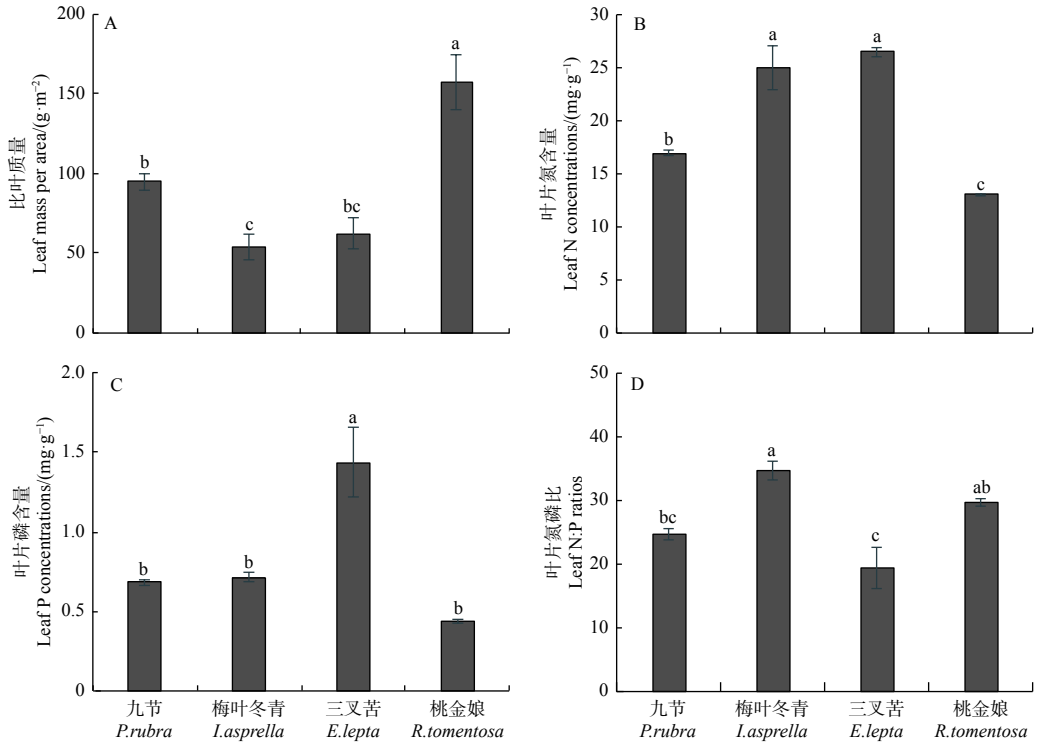 A
200
150
100
50
0
比叶质量
Leaf mass per area/(g·m⁻²)
b
c
bc
a
B
30
25
20
15
10
5
0
叶片氮含量
Leaf N concentrations/(mg·g⁻¹)
b
a
a
c
C
2.0
1.5
1.0
0.5
0
叶片磷含量
Leaf P concentrations/(mg·g⁻¹)
b
b
a
b
九节 梅叶冬青 三叉苦 桃金娘
P.rubra I.asprella E.lepta R.tomentosa
D
50
40
30
20
10
0
叶片氮磷比
Leaf N:P ratios
bc
a
c
ab
九节 梅叶冬青 三叉苦 桃金娘
P.rubra I.asprella E.lepta R.tomentosa